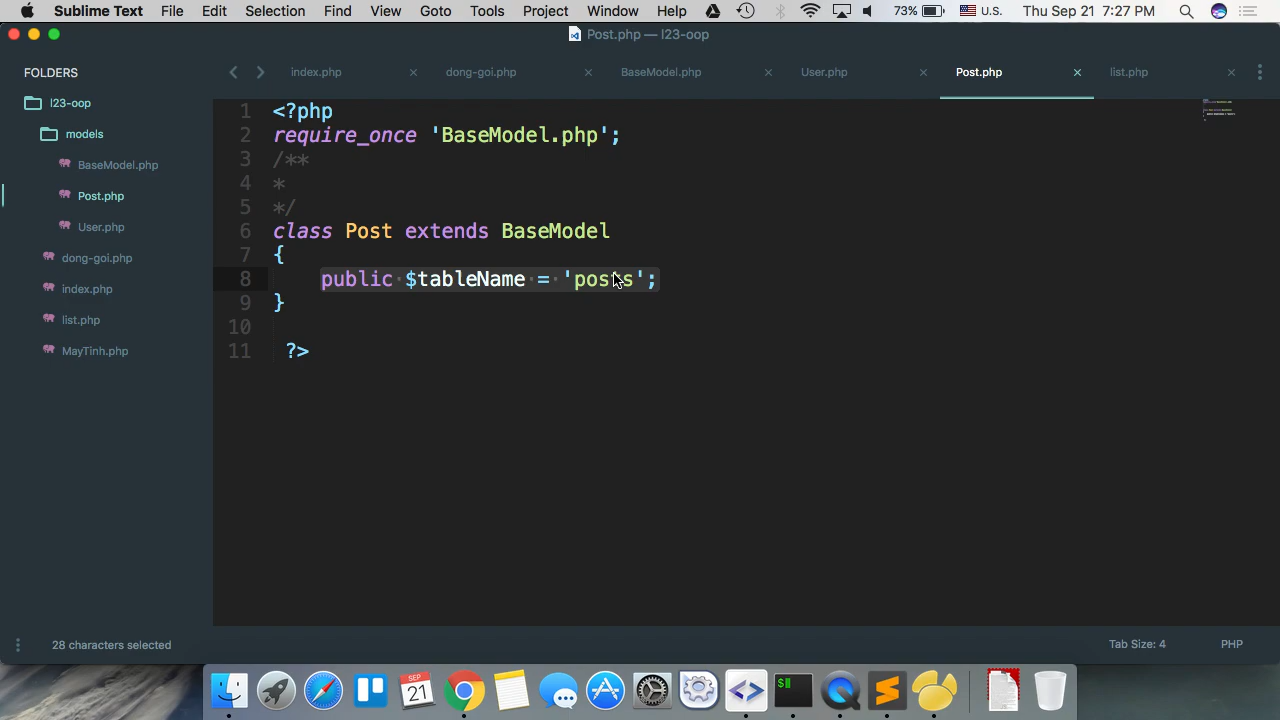 Sublime Text File Edit Selection Find View Goto Tools Project Window Help 73% U.S. Thu Sep 21 7:27 PM
Post.php — l23-oop
FOLDERS
l23-oop
models
BaseModel.php
Post.php
User.php
dong-goi.php
index.php
list.php
MayTinh.php
index.php dong-goi.php BaseModel.php User.php Post.php list.php
1 <?php
2 require_once 'BaseModel.php';
3 /**
4 *
5 */
6 class Post extends BaseModel
7 {
8 public $tableName = 'posts';
9 }
10
11 ?>
28 characters selected Tab Size: 4 PHP
SEP
21
$